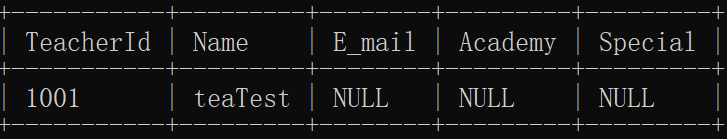 TeacherId | Name | E_mail | Academy | Special
1001 | teaTest | NULL | NULL | NULL